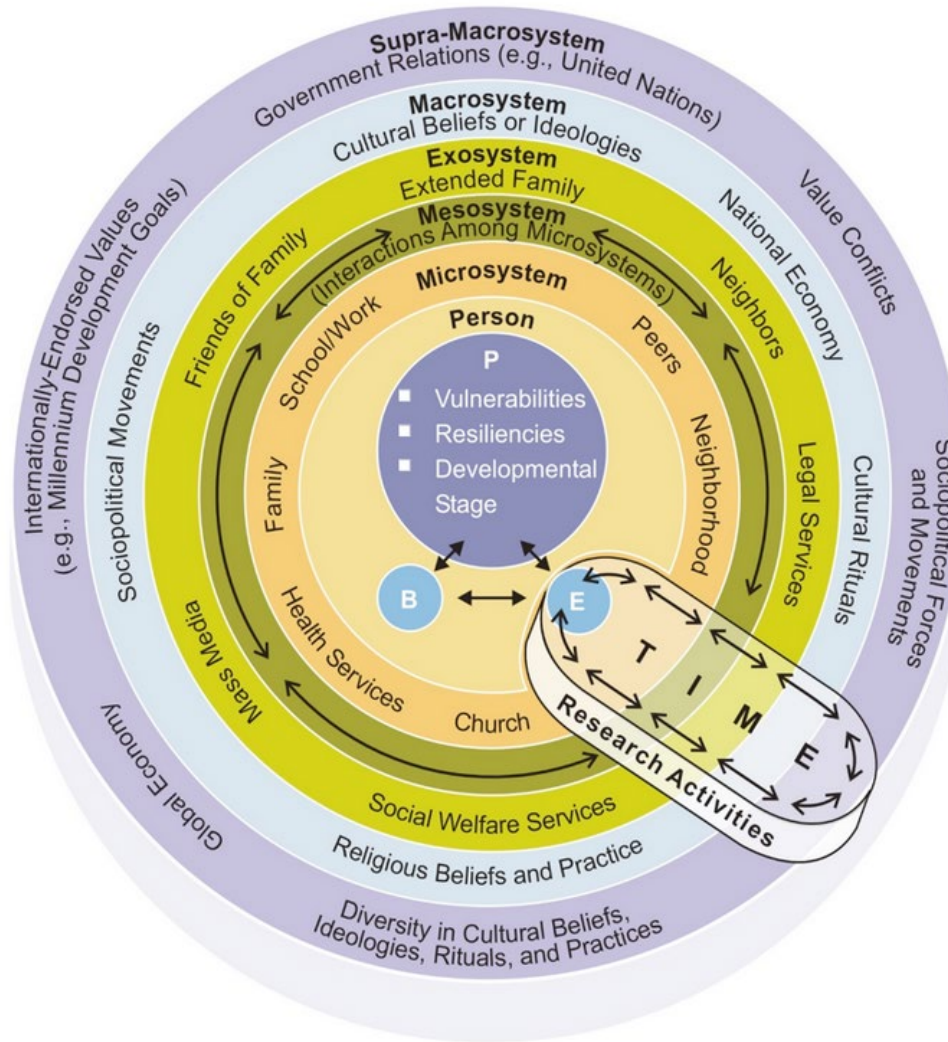 Supra-Macrosystem
Government Relations (e.g., United Nations)
Value Conflicts
Sociopolitical Forces
and Movements
Diversity in Cultural Beliefs,
Ideologies, Rituals, and Practices
Global Economy
Internationally-Endorsed Values
(e.g., Millennium Development Goals)
Macrosystem
Cultural Beliefs or Ideologies
National Economy
Cultural Rituals
Religious Beliefs and Practice
Sociopolitical Movements
Exosystem
Extended Family
Neighbors
Legal Services
Social Welfare Services
Mass Media
Friends of Family
Mesosystem
(Interactions Among Microsystems)
Microsystem
Peers
Neighborhood
Church
Health Services
Family
School/Work
Person
P
Vulnerabilities
Resiliencies
Developmental
Stage
B
E
TIME
Research Activities